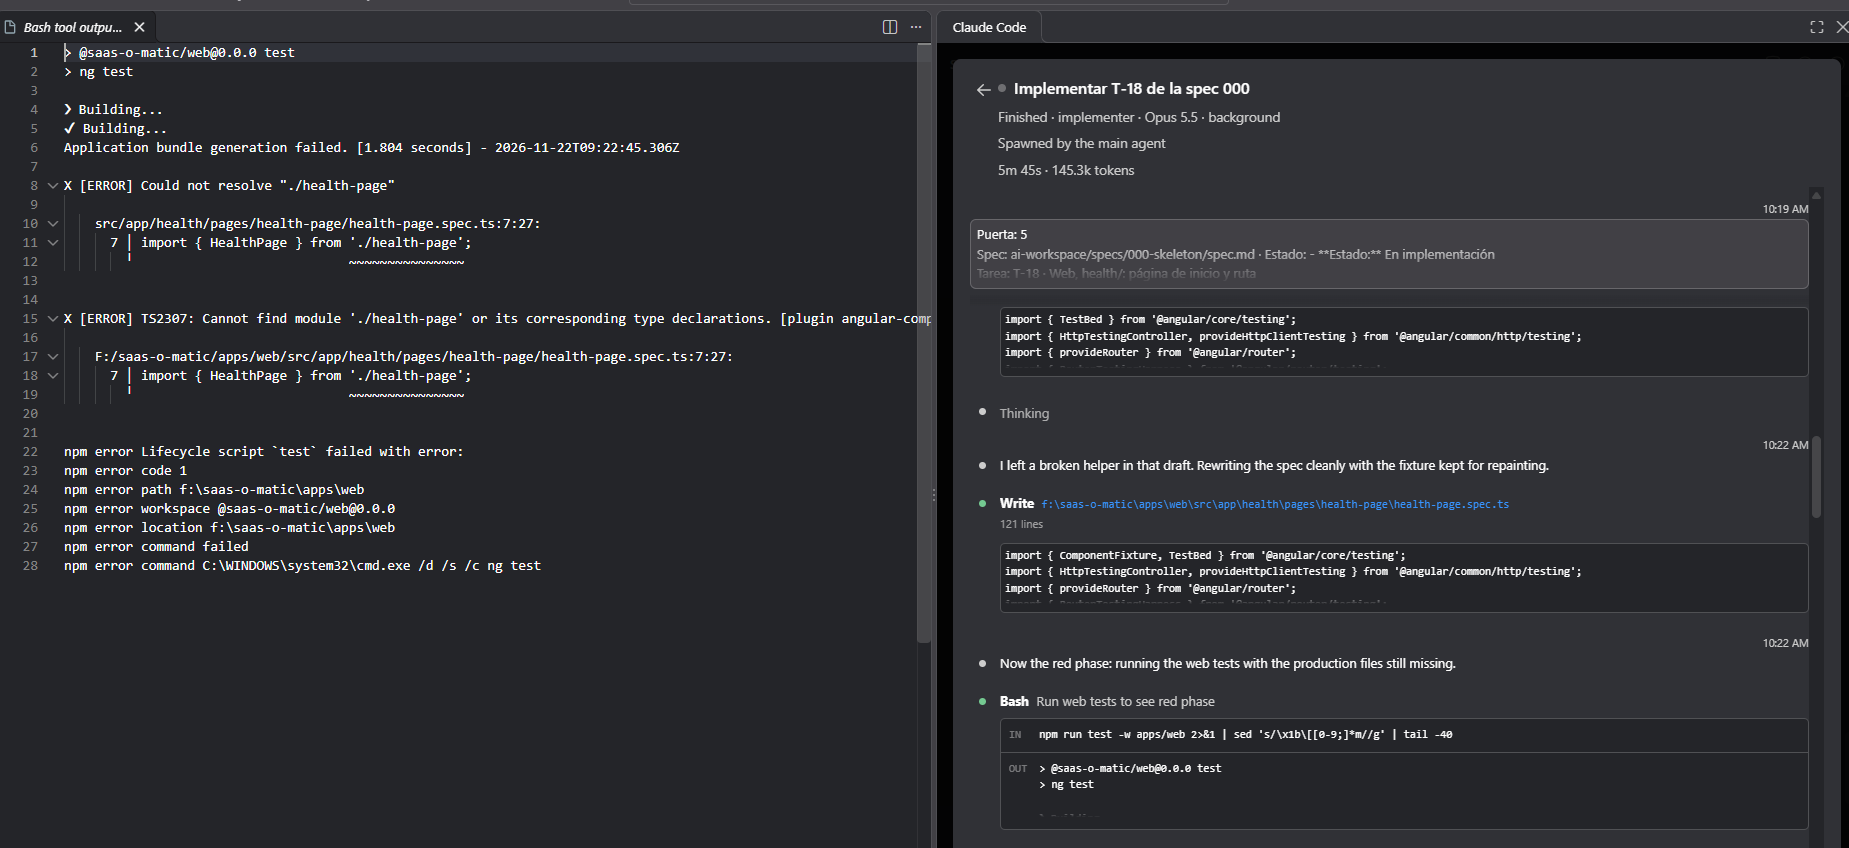 Bash tool outpu...
1 > @saas-o-matic/web@0.0.0 test
2 > ng test
3
4 ❯ Building...
5 ✔ Building...
6 Application bundle generation failed. [1.804 seconds] - 2026-11-22T09:22:45.306Z
7
8 X [ERROR] Could not resolve "./health-page"
9
10 src/app/health/pages/health-page/health-page.spec.ts:7:27:
11 7 │ import { HealthPage } from './health-page';
12 ╵ ~~~~~~~~~~~~~~~
13
14
15 X [ERROR] TS2307: Cannot find module './health-page' or its corresponding type declarations. [plugin angular-comp
16
17 F:/saas-o-matic/apps/web/src/app/health/pages/health-page/health-page.spec.ts:7:27:
18 7 │ import { HealthPage } from './health-page';
19 ╵ ~~~~~~~~~~~~~~~
20
21
22 npm error Lifecycle script `test` failed with error:
23 npm error code 1
24 npm error path f:\saas-o-matic\apps\web
25 npm error workspace @saas-o-matic/web@0.0.0
26 npm error location f:\saas-o-matic\apps\web
27 npm error command failed
28 npm error command C:\WINDOWS\system32\cmd.exe /d /s /c ng test
Claude Code
Implementar T-18 de la spec 000
Finished · implementer · Opus 5.5 · background
Spawned by the main agent
5m 45s · 145.3k tokens
10:19 AM
Puerta: 5
Spec: ai-workspace/specs/000-skeleton/spec.md · Estado: - **Estado:** En implementación
Tarea: T-18 · Web, health/: página de inicio y ruta
import { TestBed } from '@angular/core/testing';
import { HttpTestingController, provideHttpClientTesting } from '@angular/common/http/testing';
import { provideRouter } from '@angular/router';
Thinking
10:22 AM
I left a broken helper in that draft. Rewriting the spec cleanly with the fixture kept for repainting.
Write f:\saas-o-matic\apps\web\src\app\health\pages\health-page\health-page.spec.ts
121 lines
import { ComponentFixture, TestBed } from '@angular/core/testing';
import { HttpTestingController, provideHttpClientTesting } from '@angular/common/http/testing';
import { provideRouter } from '@angular/router';
10:22 AM
Now the red phase: running the web tests with the production files still missing.
Bash Run web tests to see red phase
IN npm run test -w apps/web 2>&1 | sed 's/\x1b\[[0-9;]*m//g' | tail -40
OUT > @saas-o-matic/web@0.0.0 test
> ng test